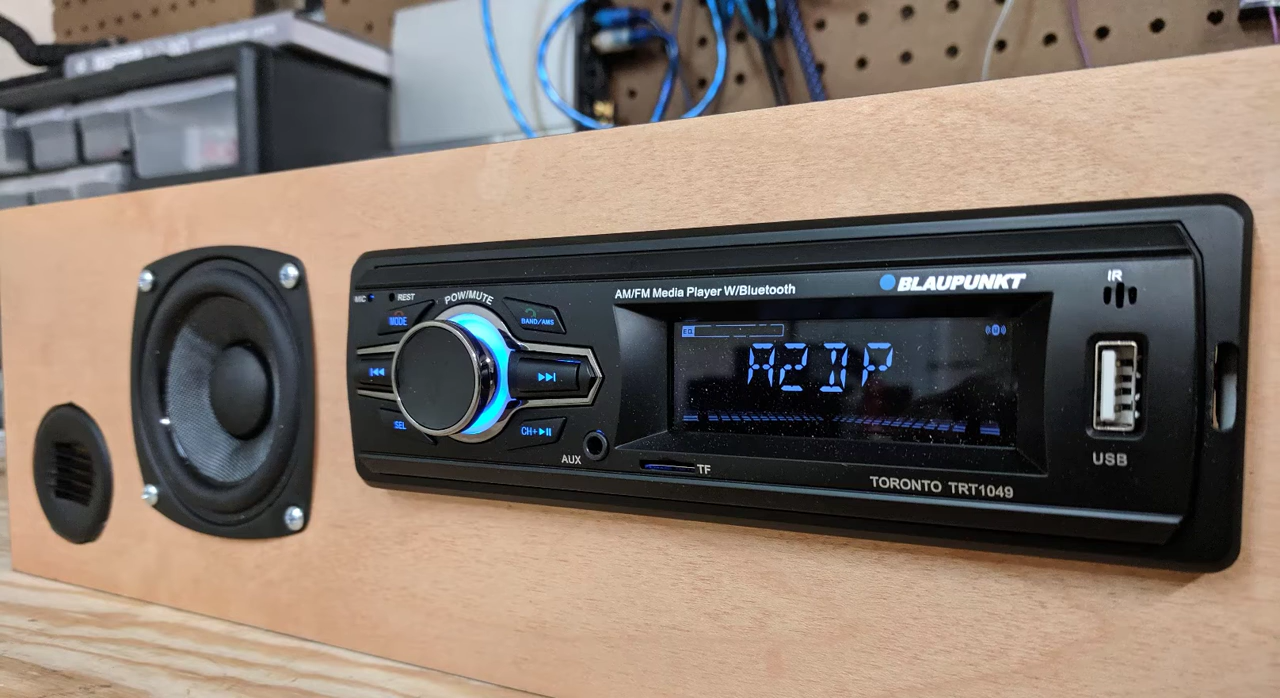 MIC
REST
POW/MUTE
MODE
BAND/AMS
SEL
CH+
AUX
TF
AM/FM Media Player W/Bluetooth
BLAUPUNKT
EQ
A2DP
TORONTO TRT1049
IR
USB